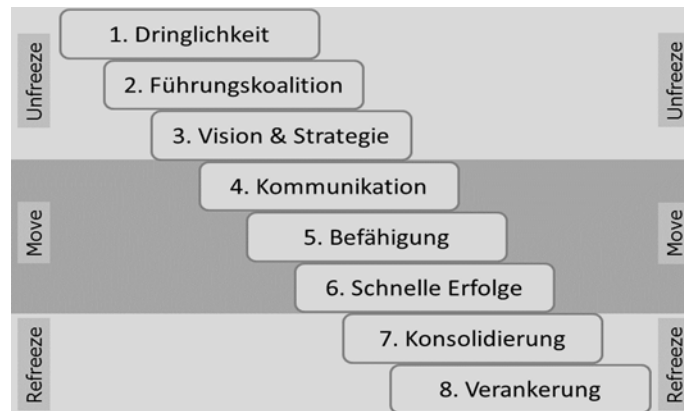 Unfreeze
1. Dringlichkeit
2. Führungskoalition
3. Vision & Strategie
Unfreeze
Move
4. Kommunikation
5. Befähigung
6. Schnelle Erfolge
Move
Refreeze
7. Konsolidierung
8. Verankerung
Refreeze